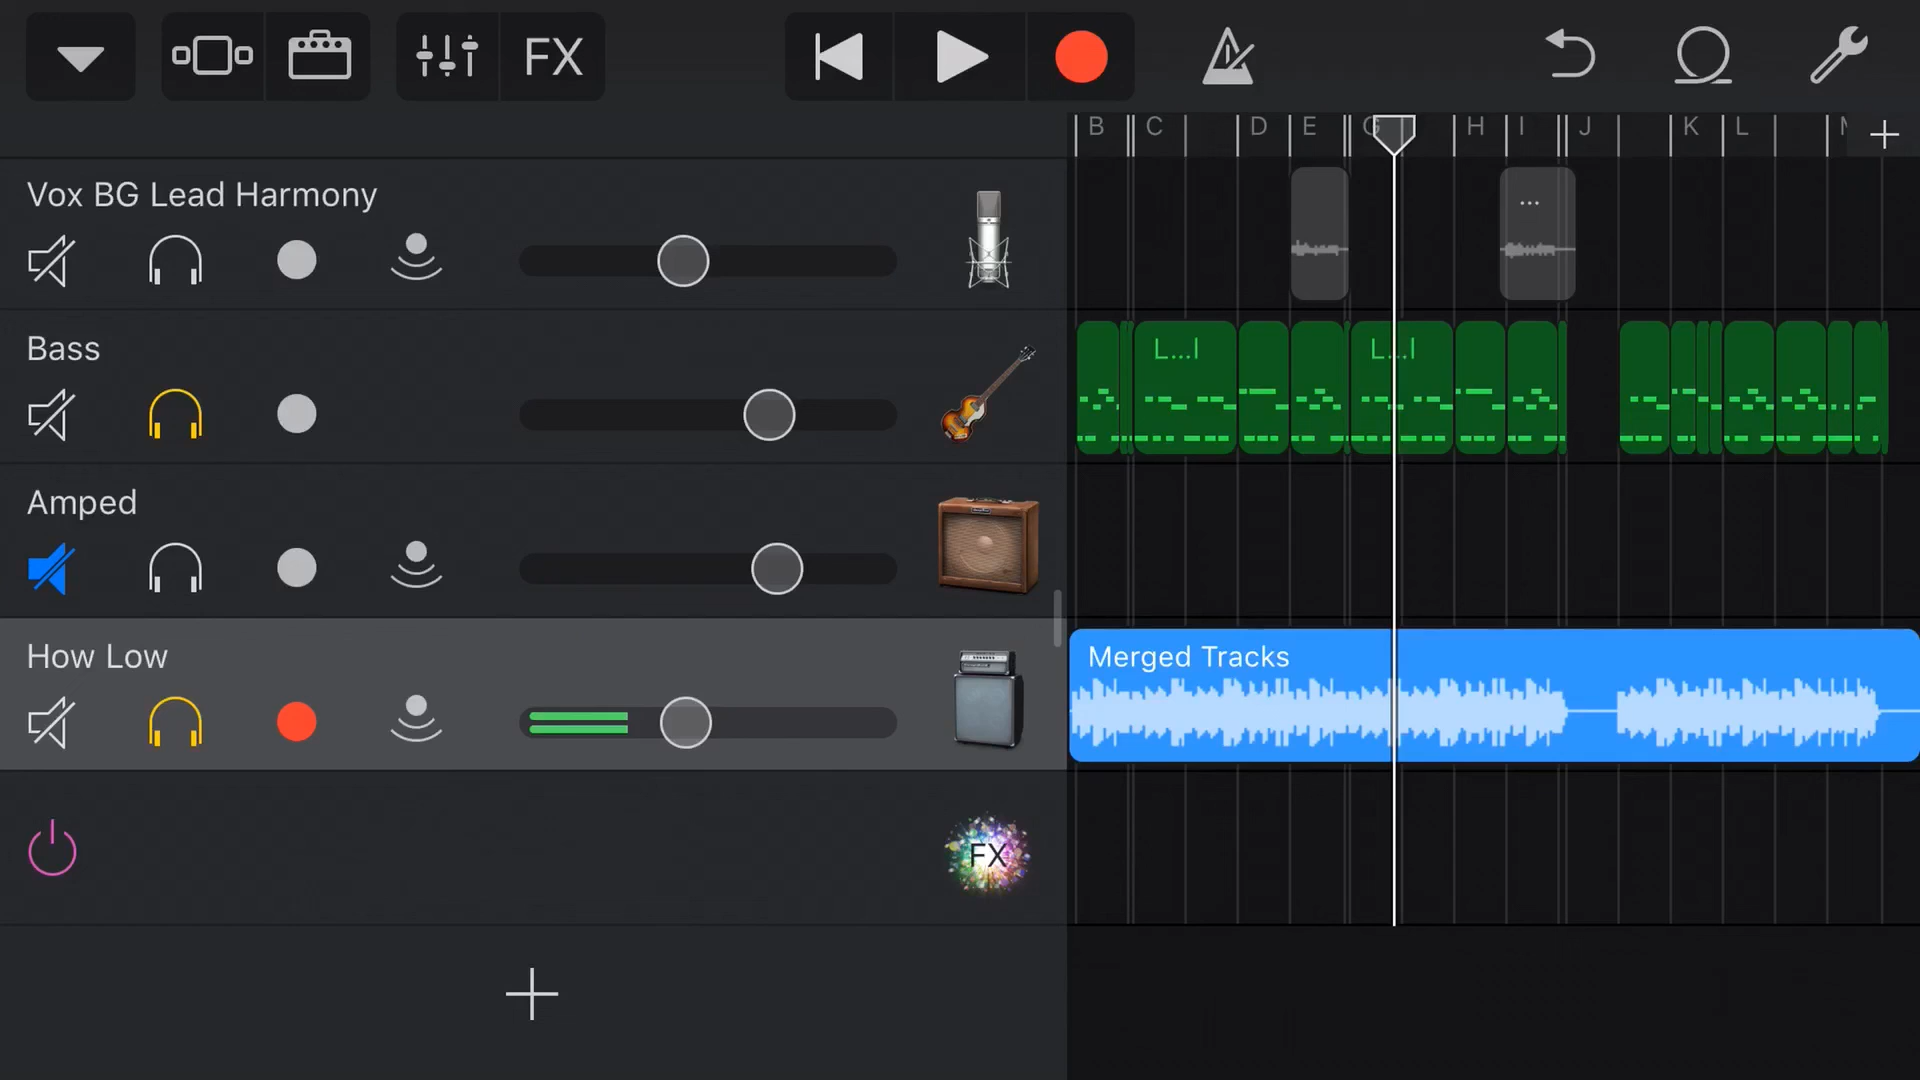 FX
B C D E G H I J K L
Vox BG Lead Harmony
...
Bass
L...l
L...l
Amped
How Low
Merged Tracks
FX